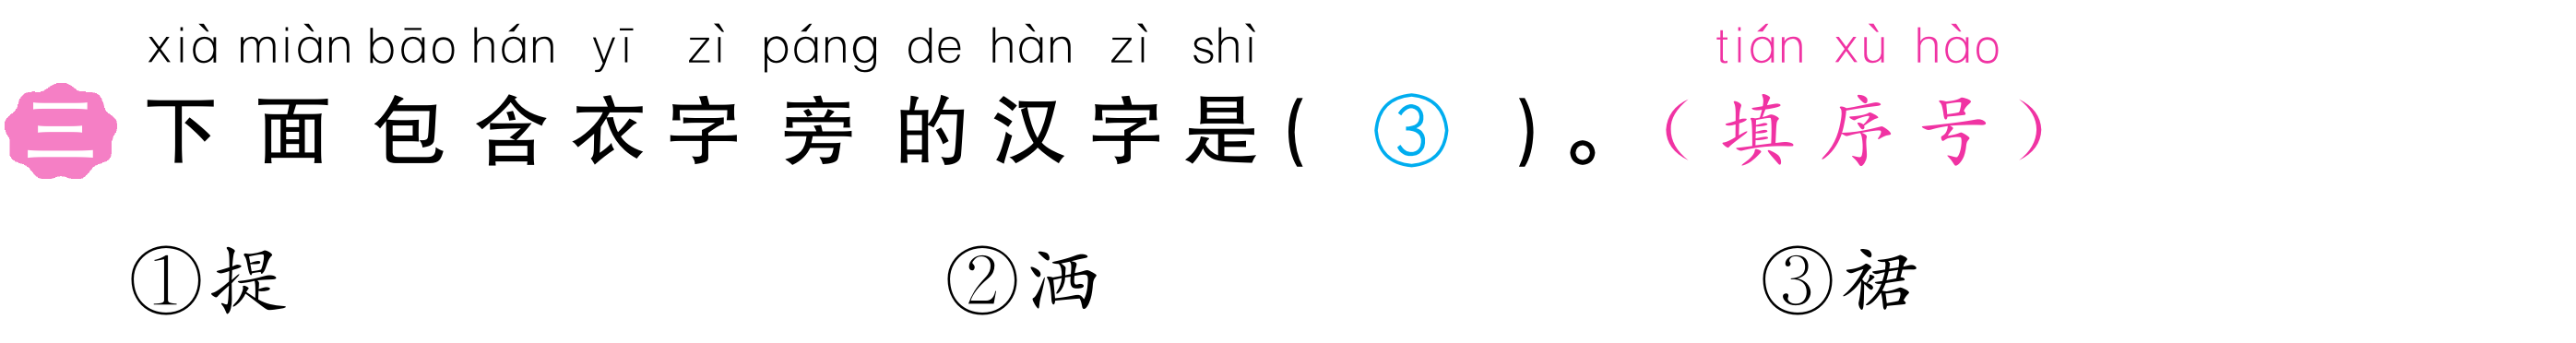 xià miàn bāo hán yī zì páng de hàn zì shì tián xù hào
三 下面包含衣字旁的汉字是( ③ )。（填序号）
①提 ②洒 ③裙